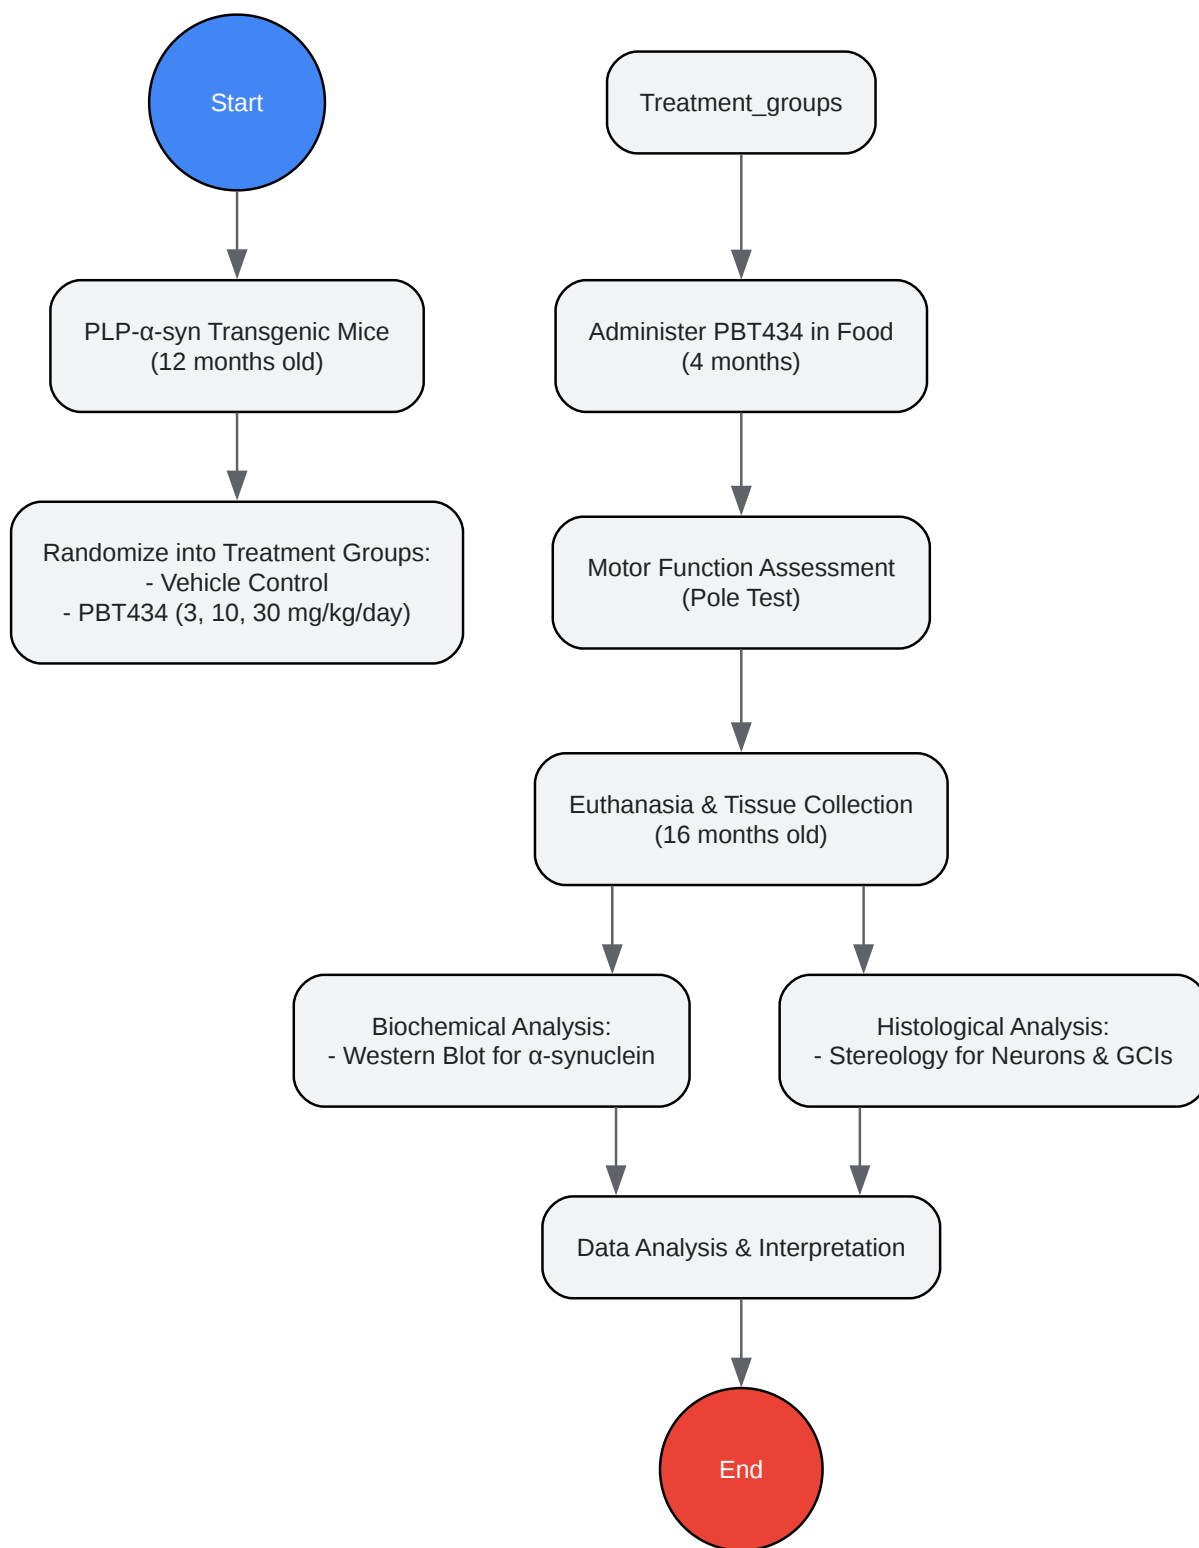 Start
PLP-α-syn Transgenic Mice
(12 months old)
Randomize into Treatment Groups:
- Vehicle Control
- PBT434 (3, 10, 30 mg/kg/day)
Treatment_groups
Administer PBT434 in Food
(4 months)
Motor Function Assessment
(Pole Test)
Euthanasia & Tissue Collection
(16 months old)
Biochemical Analysis:
- Western Blot for α-synuclein
Histological Analysis:
- Stereology for Neurons & GCIs
Data Analysis & Interpretation
End